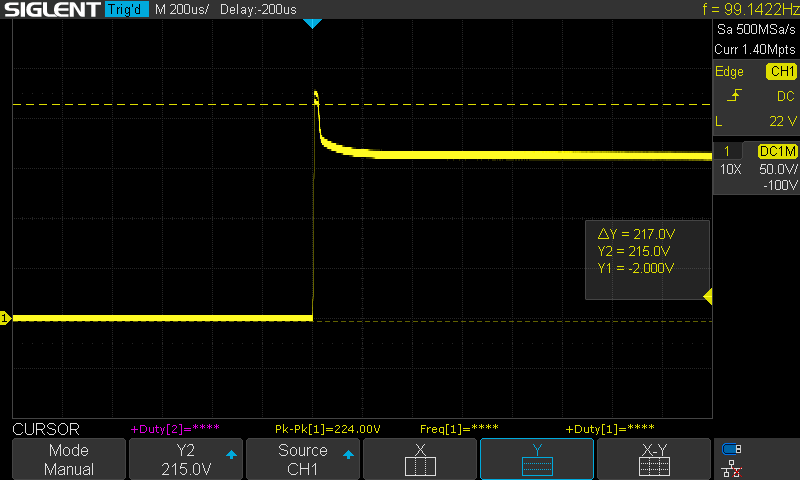 SIGLENT Trig'd M 200us/ Delay:-200us f = 99.1422Hz
Sa 500MSa/s
Curr 1.40Mpts
Edge CH1
DC
L 22 V
1 DC1M
10X 50.0V/
-100V
△Y = 217.0V
Y2 = 215.0V
Y1 = -2.000V
1
CURSOR +Duty[2]=**** Pk-Pk[1]=224.00V Freq[1]=**** +Duty[1]=****
Mode Y2 Source X Y X-Y
Manual 215.0V CH1